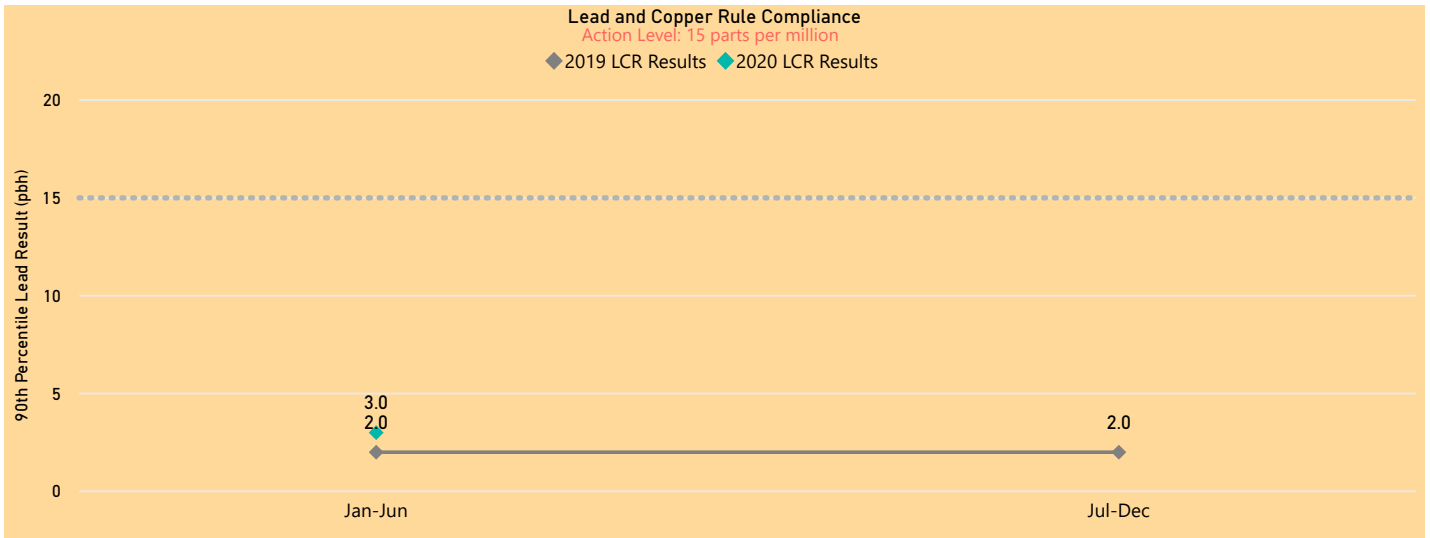 Lead and Copper Rule Compliance
Action Level: 15 parts per million
2019 LCR Results 2020 LCR Results
90th Percentile Lead Result (pbh)
20
15
10
5
0
3.0
2.0
2.0
Jan-Jun
Jul-Dec